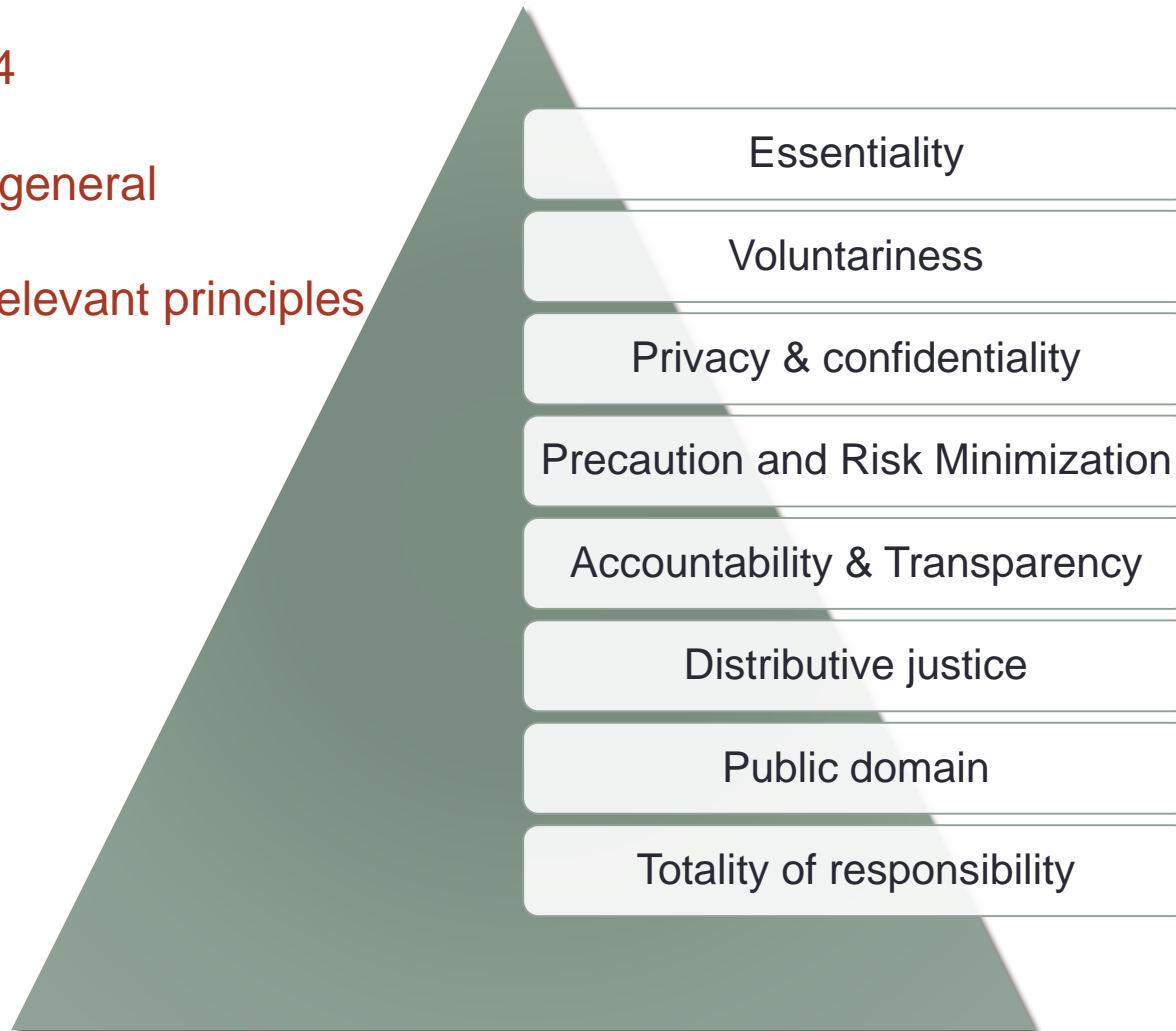 4
general
elevant principles
Essentiality
Voluntariness
Privacy & confidentiality
Precaution and Risk Minimization
Accountability & Transparency
Distributive justice
Public domain
Totality of responsibility